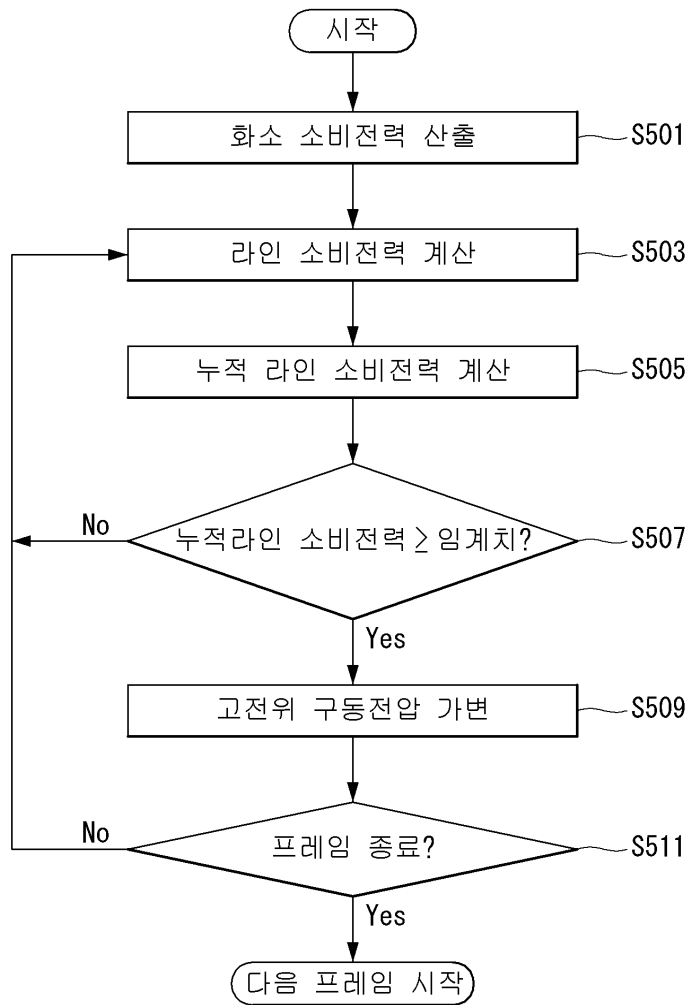 시작
화소 소비전력 산출
S501
라인 소비전력 계산
S503
누적 라인 소비전력 계산
S505
No
누적라인 소비전력 ≥ 임계치?
S507
Yes
고전위 구동전압 가변
S509
No
프레임 종료?
S511
Yes
다음 프레임 시작